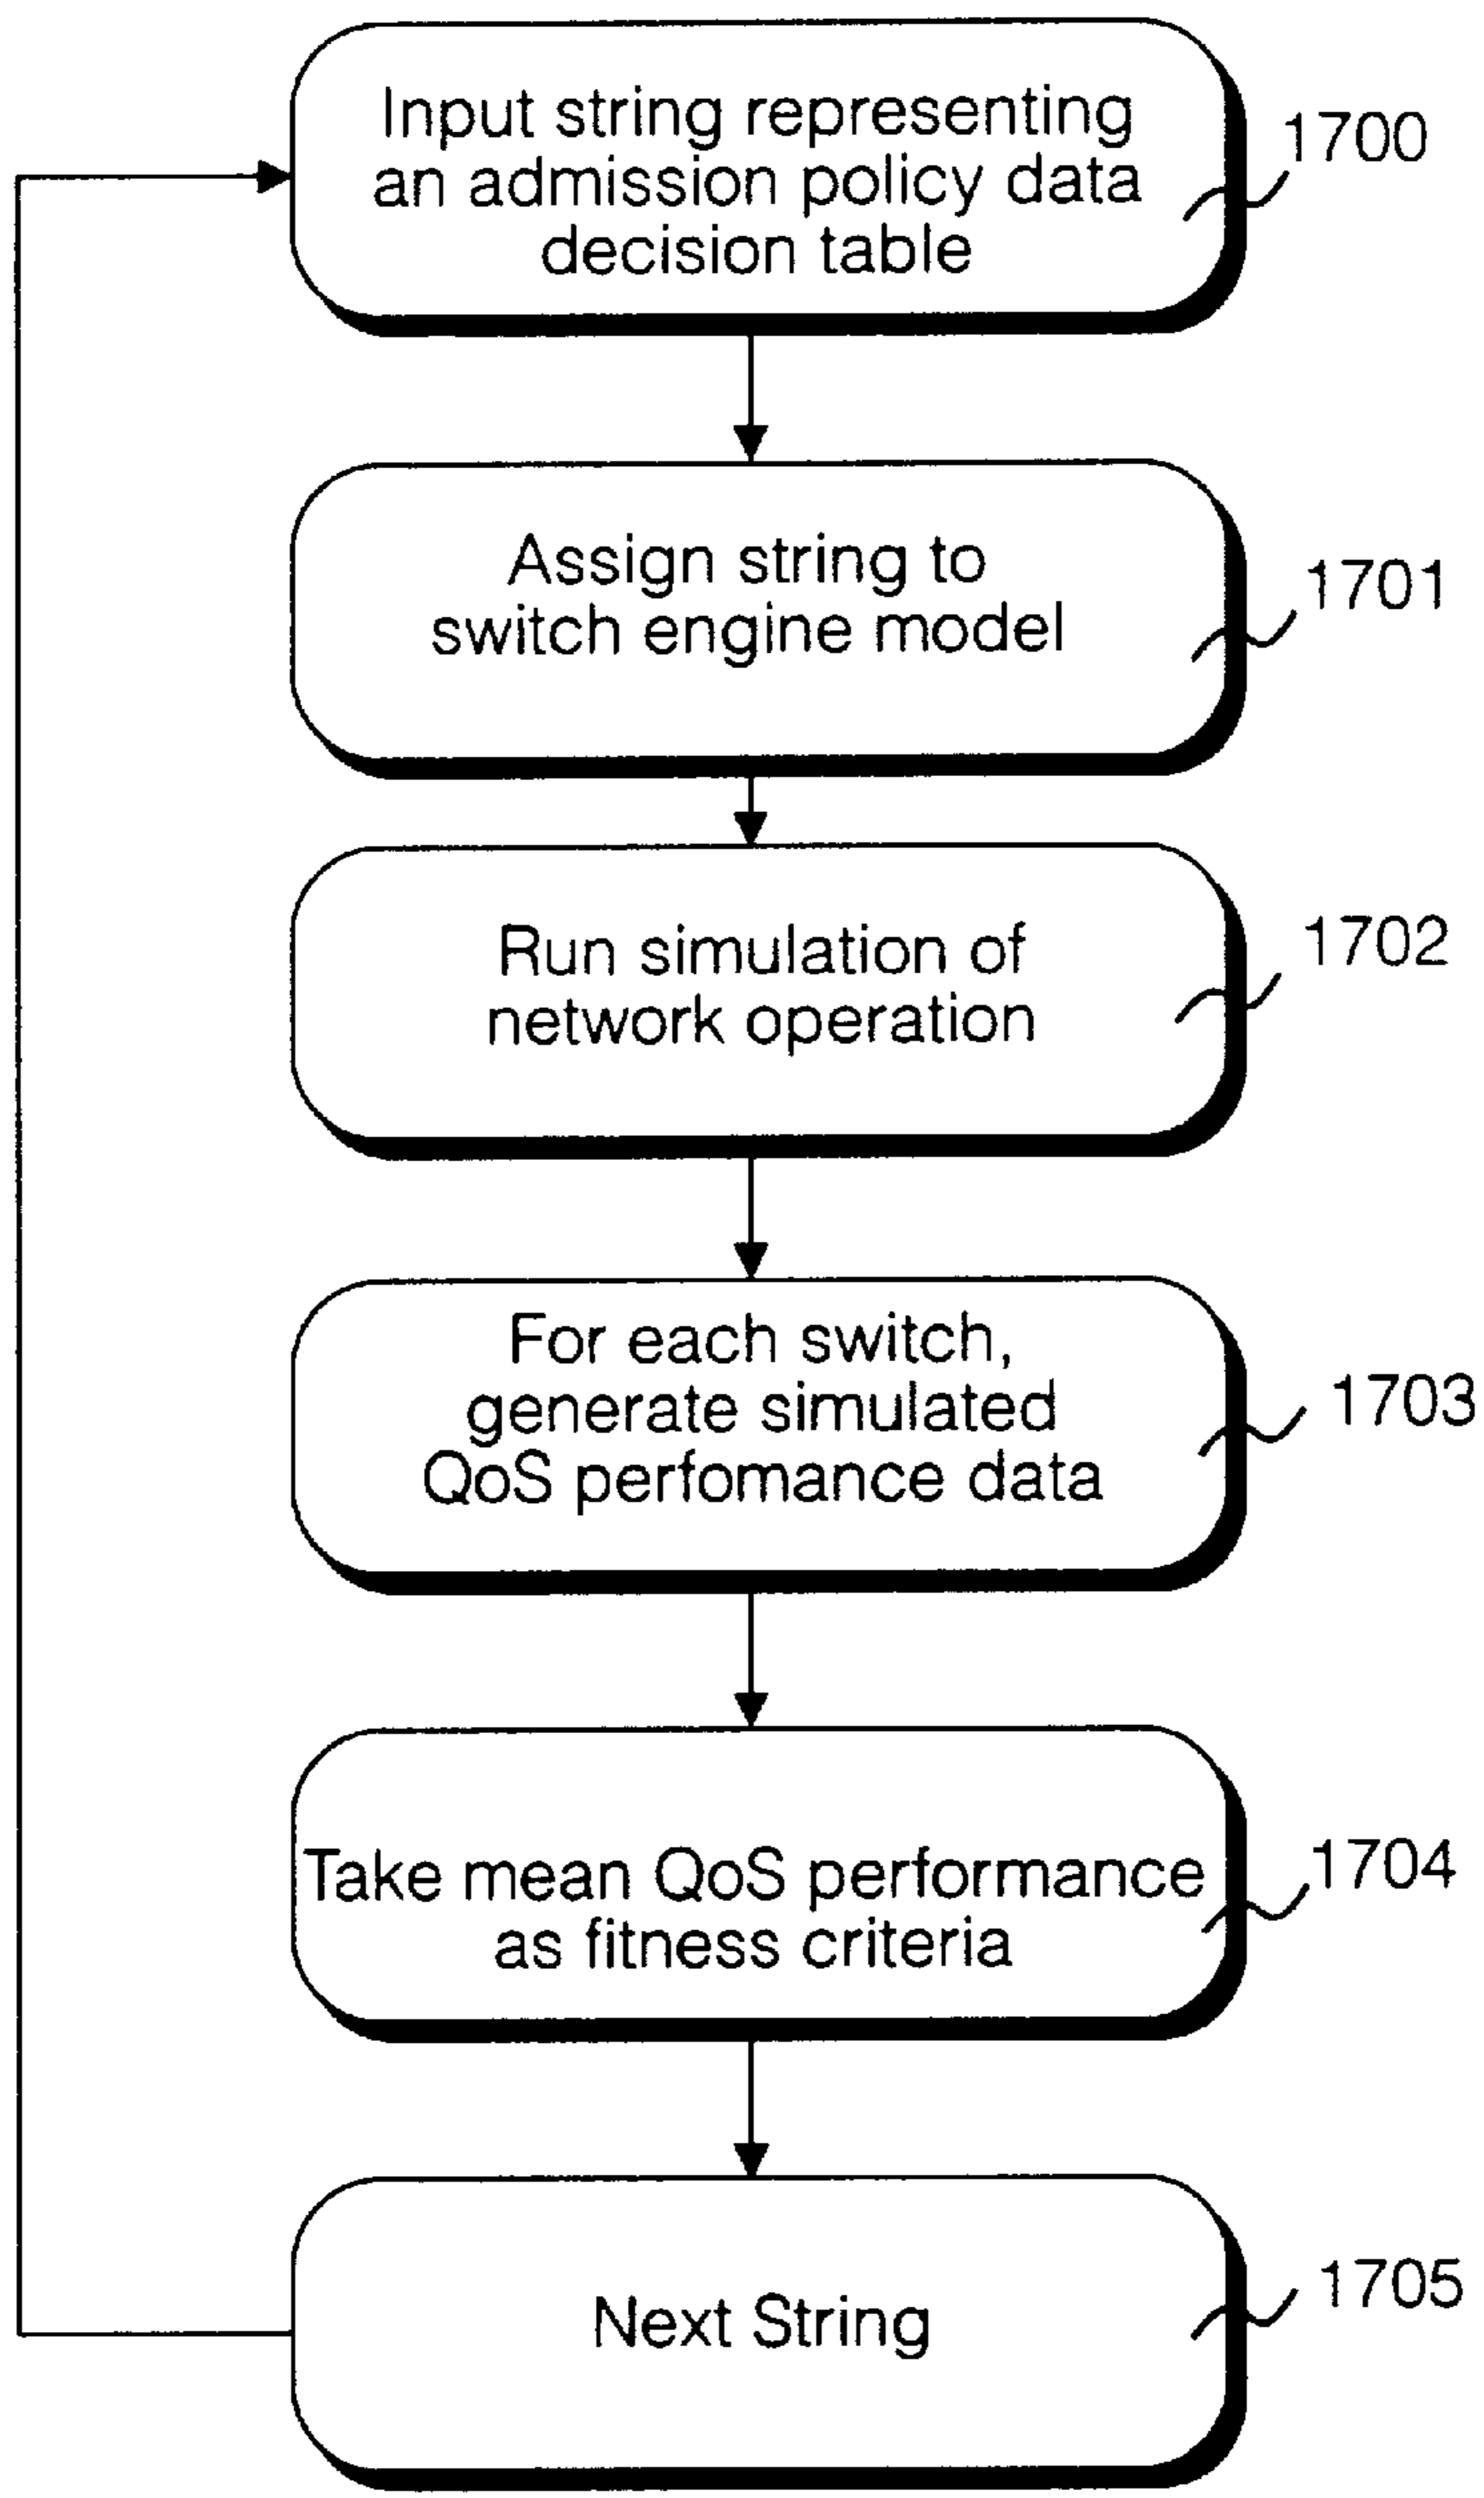 Input string representing
an admission policy data
decision table
1700
Assign string to
switch engine model
1701
Run simulation of
network operation
1702
For each switch,
generate simulated
QoS perfomance data
1703
Take mean QoS performance
as fitness criteria
1704
Next String
1705